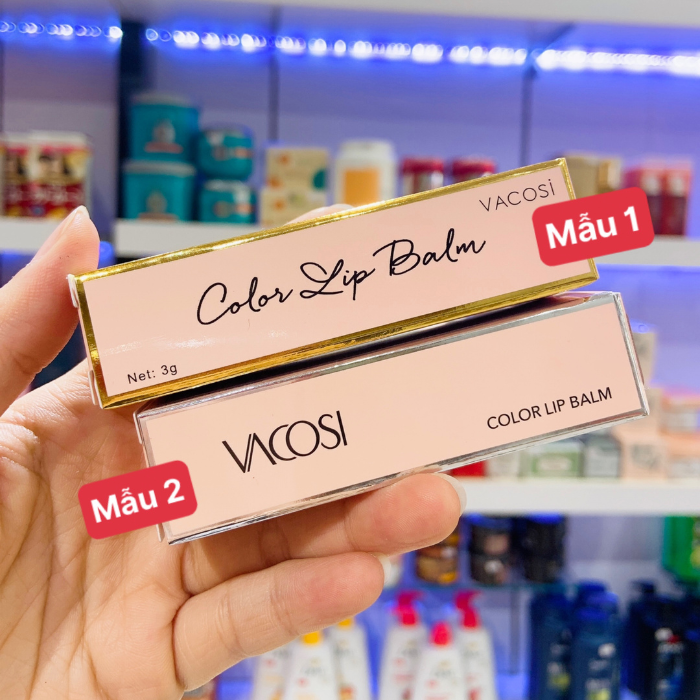 VACOSI
Mẫu 1
Color Lip Balm
Net: 3g
VACOSI
COLOR LIP BALM
Mẫu 2